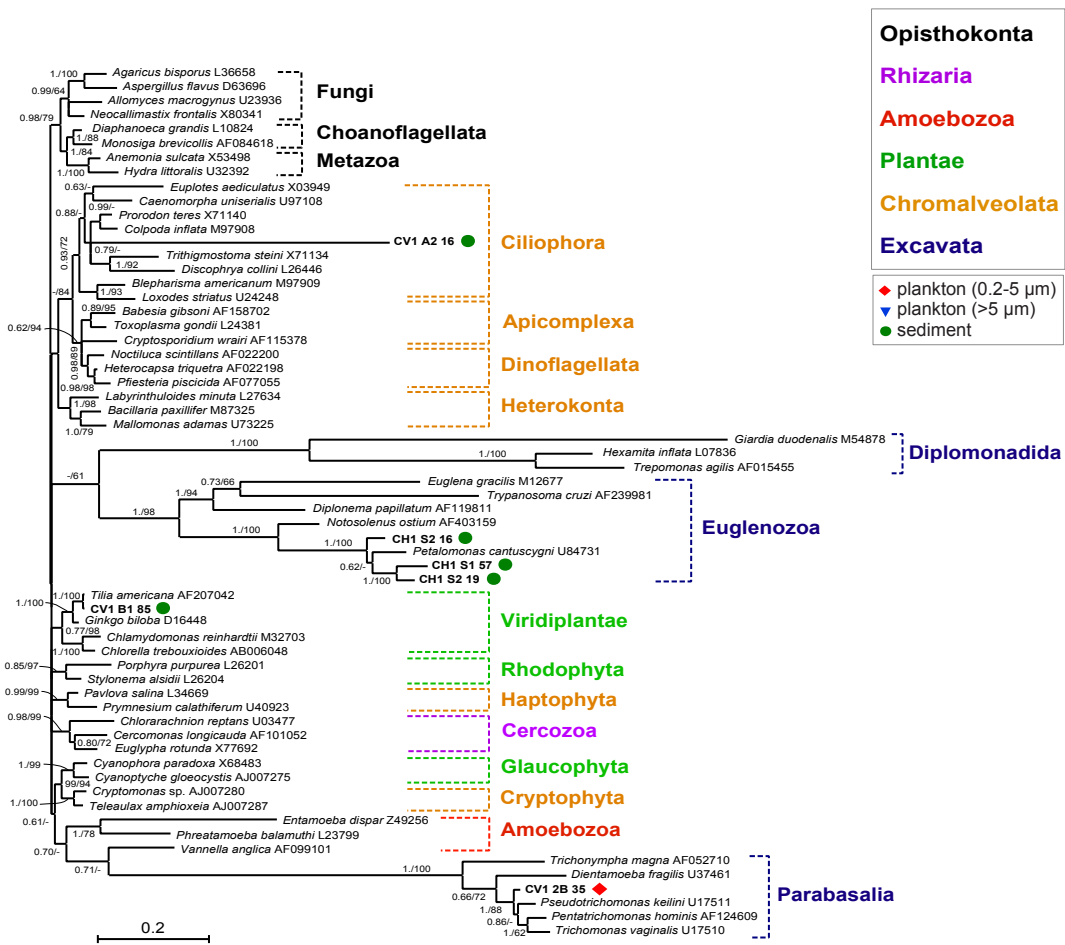 1./100
Agaricus bisporus L36658
0.99/64
Aspergillus flavus D63696
Fungi
Allomyces macrogynus U23936
0.98/79
Neocallimastix frontalis X80341
Diaphanoeca grandis L10824
Choanoflagellata
1./88
Monosiga brevicollis AF084618
1./84
Anemonia sulcata X53498
Metazoa
1./100
Hydra littoralis U32392
0.63/-
Euplotes aediculatus X03949
Caenomorpha uniserialis U97108
0.99/-
0.88/-
Prorodon teres X71140
Colpoda inflata M97908
CV1 A2 16
Ciliophora
0.93/72
0.79/-
Trithigmostoma steini X71134
1./92
Discophrya collini L26446
Blepharisma americanum M97909
-/84
1./93
Loxodes striatus U24248
0.89/95
Babesia gibsoni AF158702
Apicomplexa
Toxoplasma gondii L24381
0.62/94
Cryptosporidium wrairi AF115378
0.98/89
Noctiluca scintillans AF022200
Dinoflagellata
Heterocapsa triquetra AF022198
0.98/98
Pfiesteria piscicida AF077055
Labyrinthuloides minuta L27634
1./98
Bacillaria paxillifer M87325
Heterokonta
1.0/79
Mallomonas adamas U73225
1./100
Giardia duodenalis M54878
1./100
Hexamita inflata L07836
Diplomonadida
Trepomonas agilis AF015455
-/61
0.73/66
Euglena gracilis M12677
1./94
Trypanosoma cruzi AF239981
Diplonema papillatum AF119811
Euglenozoa
1./98
Notosolenus ostium AF403159
1./100
CH1 S2 16
1./100
Petalomonas cantuscygni U84731
0.62/-
CH1 S1 57
1./100
CH1 S2 19
1./100
Tilia americana AF207042
1./100
CV1 B1 85
Ginkgo biloba D16448
Viridiplantae
0.77/98
Chlamydomonas reinhardtii M32703
1./100
Chlorella trebouxioides AB006048
0.85/97
Porphyra purpurea L26201
Rhodophyta
Stylonema alsidii L26204
0.99/99
Pavlova salina L34669
Haptophyta
Prymnesium calathiferum U40923
0.98/99
Chlorarachnion reptans U03477
Cercomonas longicauda AF101052
Cercozoa
0.80/72
Euglypha rotunda X77692
1./99
Cyanophora paradoxa X68483
Glaucophyta
Cyanoptyche gloeocystis AJ007275
99/94
Cryptomonas sp. AJ007280
Cryptophyta
1./100
Teleaulax amphioxeia AJ007287
0.61/-
Entamoeba dispar Z49256
1./78
Phreatamoeba balamuthi L23799
Amoebozoa
0.70/-
Vannella anglica AF099101
0.71/-
1./100
Trichonympha magna AF052710
Dientamoeba fragilis U37461
0.66/72
CV1 2B 35
Parabasalia
1./88
Pseudotrichomonas keilini U17511
0.86/-
Pentatrichomonas hominis AF124609
1./62
Trichomonas vaginalis U17510
0.2
Opisthokonta
Rhizaria
Amoebozoa
Plantae
Chromalveolata
Excavata
plankton (0.2-5 µm)
plankton (>5 µm)
sediment